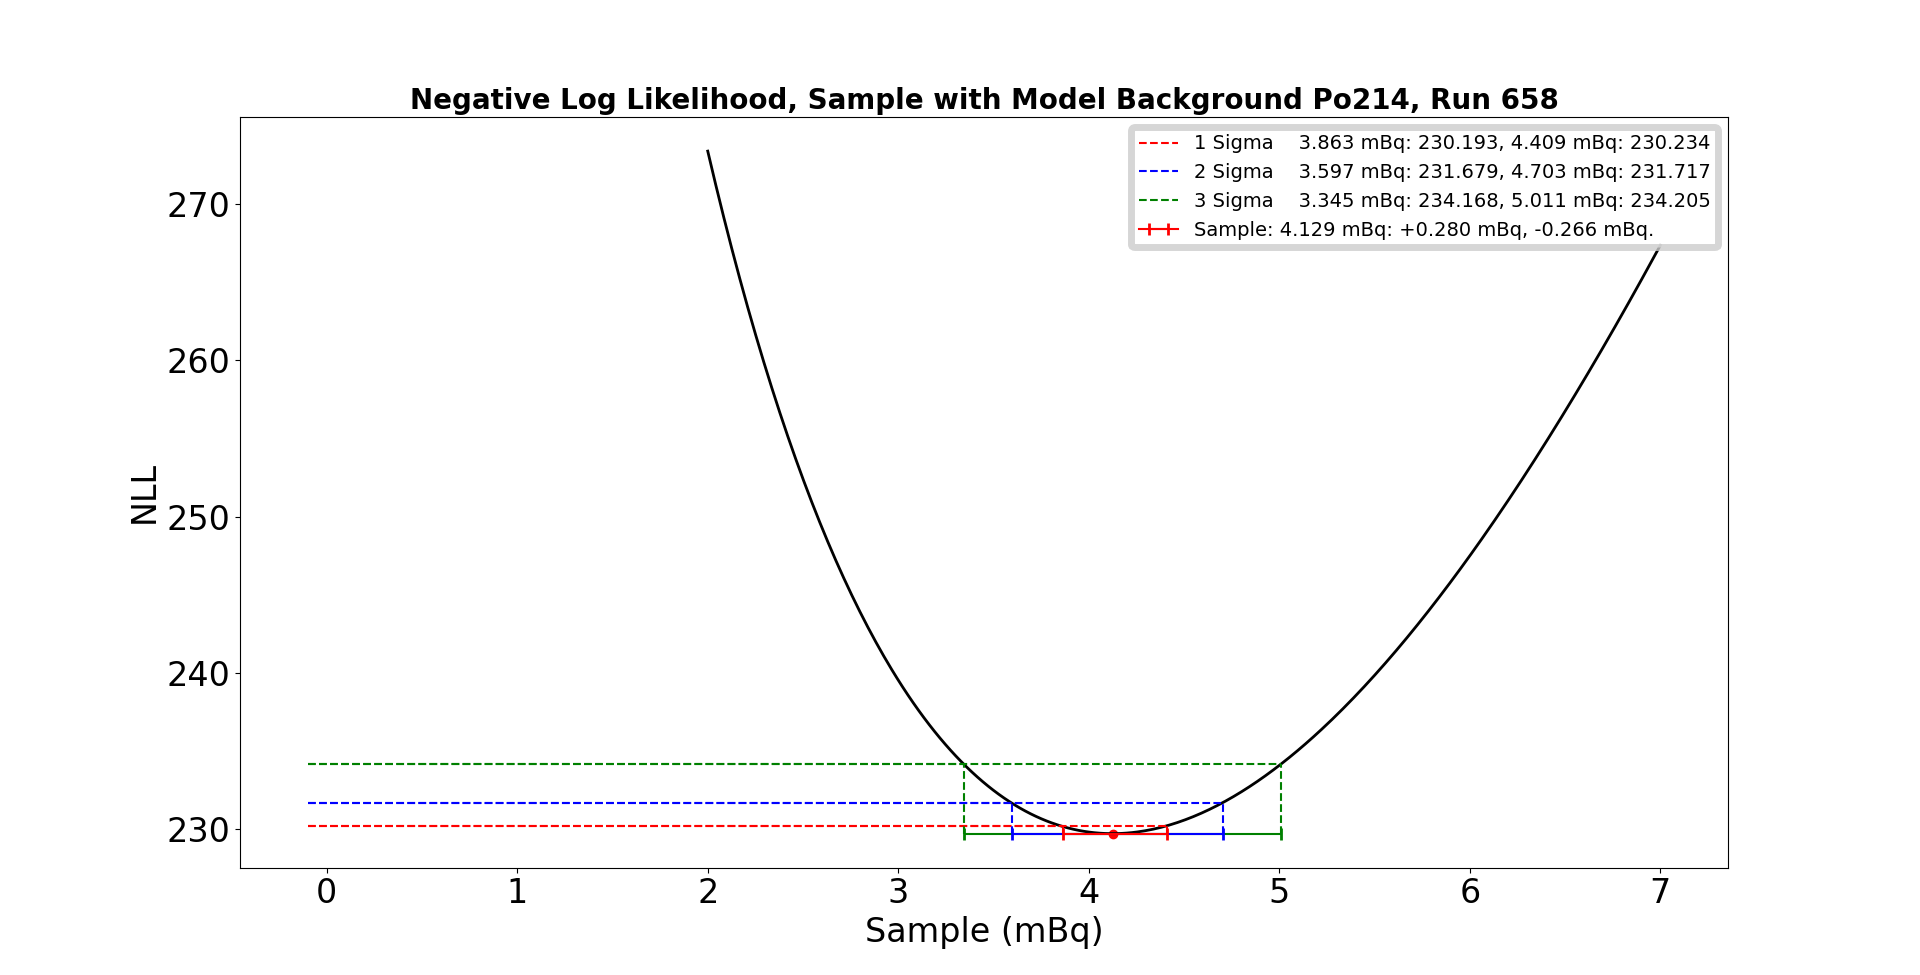 Negative Log Likelihood, Sample with Model Background Po214, Run 658
1 Sigma    3.863 mBq: 230.193, 4.409 mBq: 230.234
2 Sigma    3.597 mBq: 231.679, 4.703 mBq: 231.717
3 Sigma    3.345 mBq: 234.168, 5.011 mBq: 234.205
Sample: 4.129 mBq: +0.280 mBq, -0.266 mBq.
270
260
250
240
230
NLL
0 1 2 3 4 5 6 7
Sample (mBq)